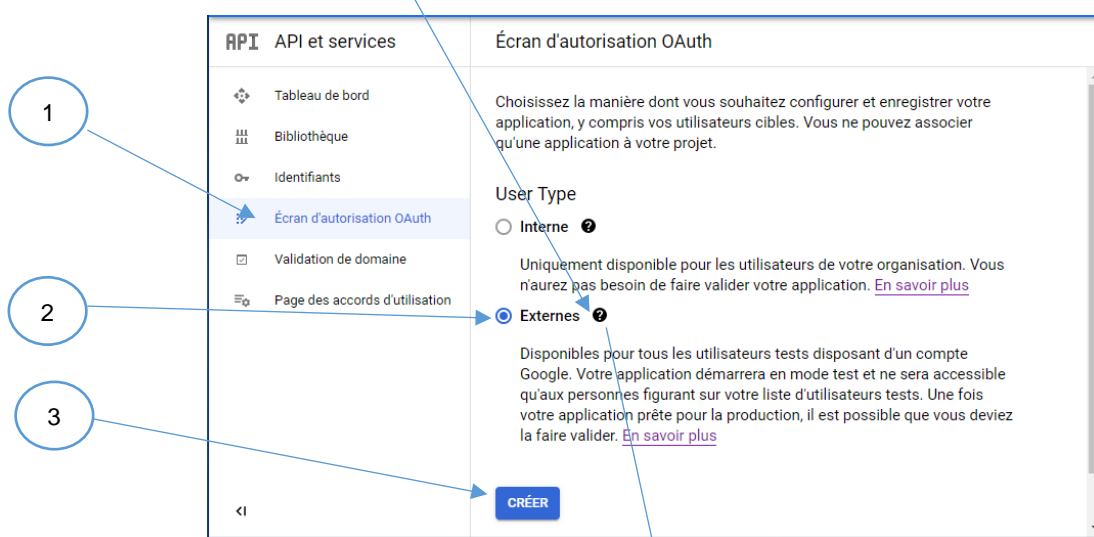 API API et services
Écran d'autorisation OAuth
1
Tableau de bord
Bibliothèque
Identifiants
Écran d'autorisation OAuth
Validation de domaine
2
Page des accords d'utilisation
3
Choisissez la manière dont vous souhaitez configurer et enregistrer votre
application, y compris vos utilisateurs cibles. Vous ne pouvez associer
qu'une application à votre projet.
User Type
Interne ?
Uniquement disponible pour les utilisateurs de votre organisation. Vous
n'aurez pas besoin de faire valider votre application. En savoir plus
Externes ?
Disponibles pour tous les utilisateurs tests disposant d'un compte
Google. Votre application démarrera en mode test et ne sera accessible
qu'aux personnes figurant sur votre liste d'utilisateurs tests. Une fois
votre application prête pour la production, il est possible que vous deviez
la faire valider. En savoir plus
CRÉER